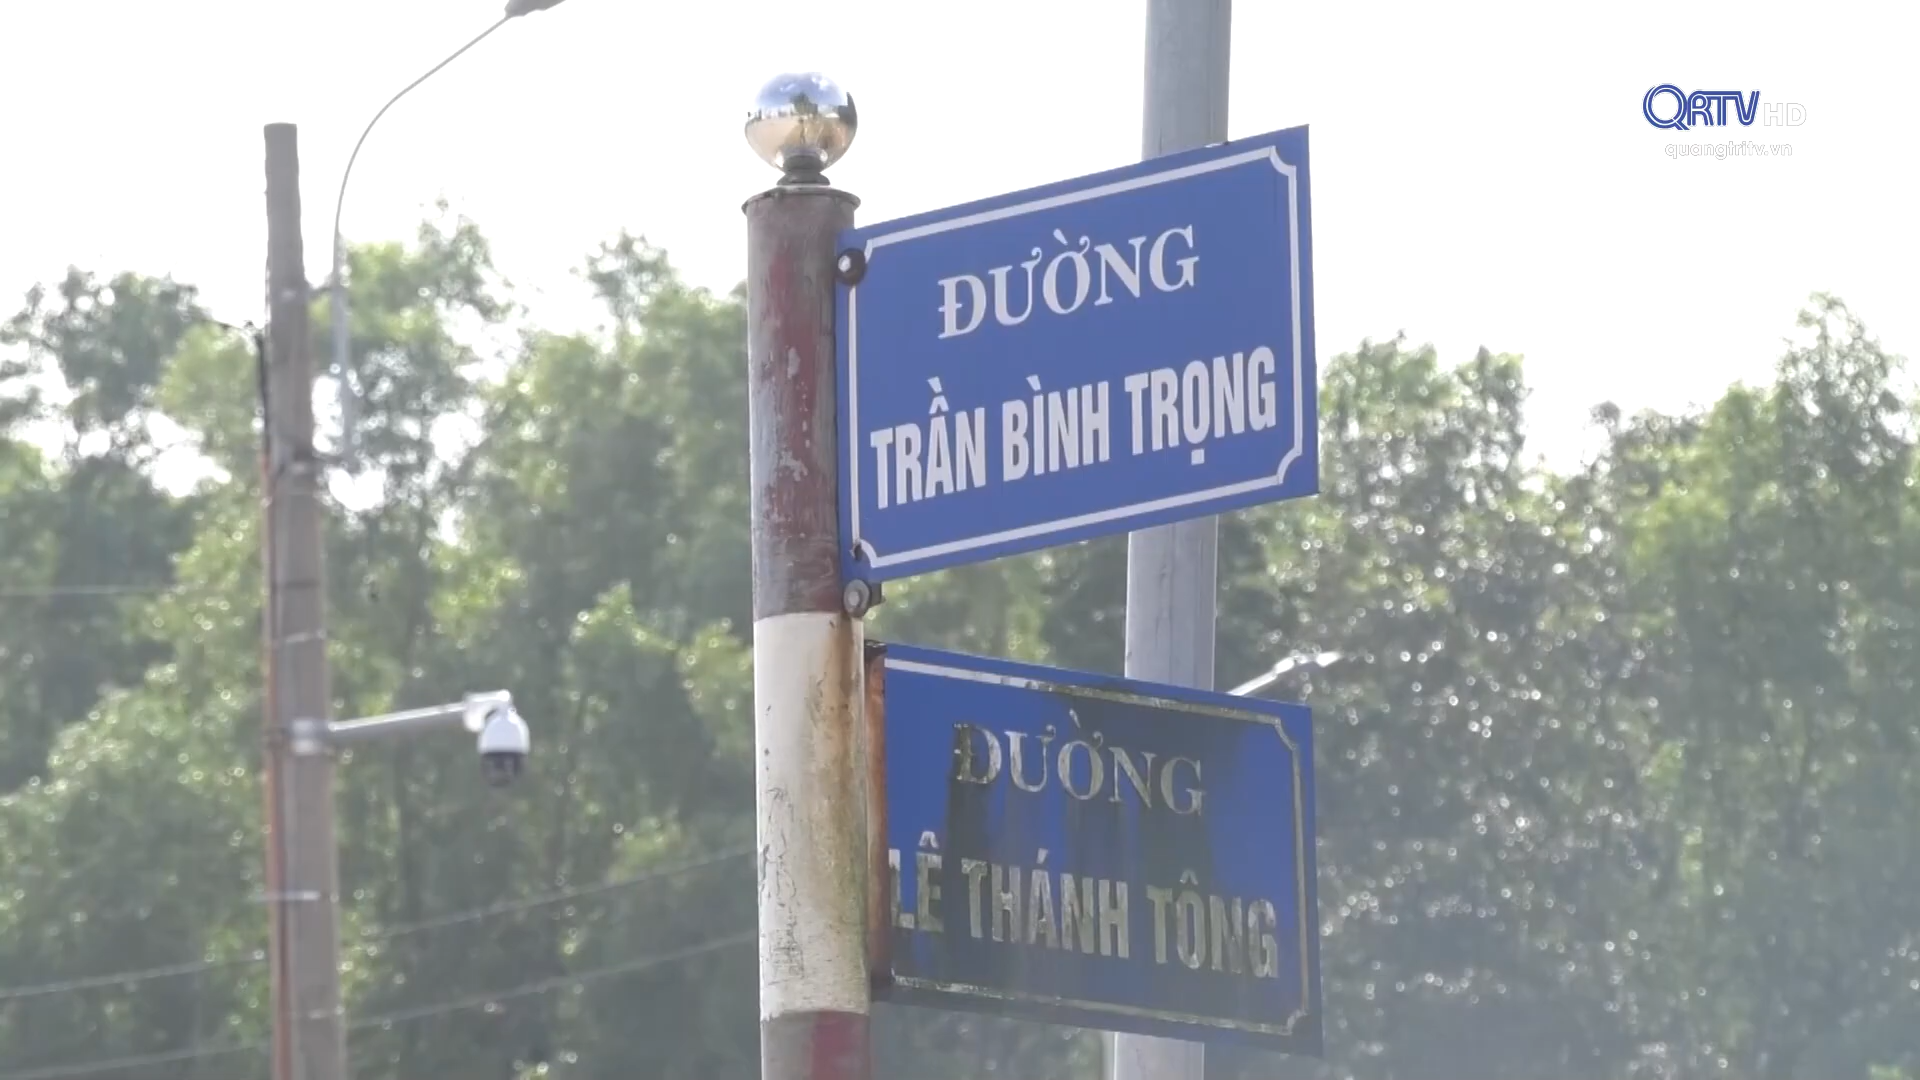 QRTV HD
quangtritv.vn
ĐƯỜNG
TRẦN BÌNH TRỌNG
ĐƯỜNG
LÊ THÁNH TÔNG